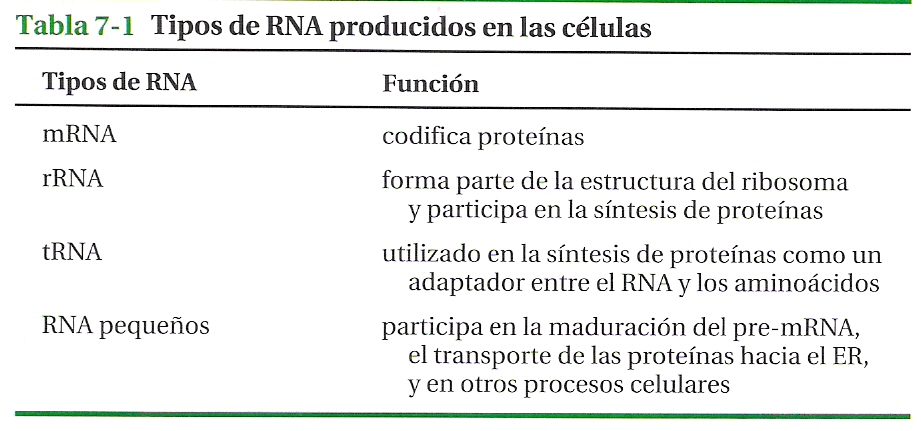 Tabla 7-1 Tipos de RNA producidos en las células
Tipos de RNA Función
mRNA codifica proteínas
rRNA forma parte de la estructura del ribosoma
y participa en la síntesis de proteínas
tRNA utilizado en la síntesis de proteínas como un
adaptador entre el RNA y los aminoácidos
RNA pequeños participa en la maduración del pre-mRNA,
el transporte de las proteínas hacia el ER,
y en otros procesos celulares